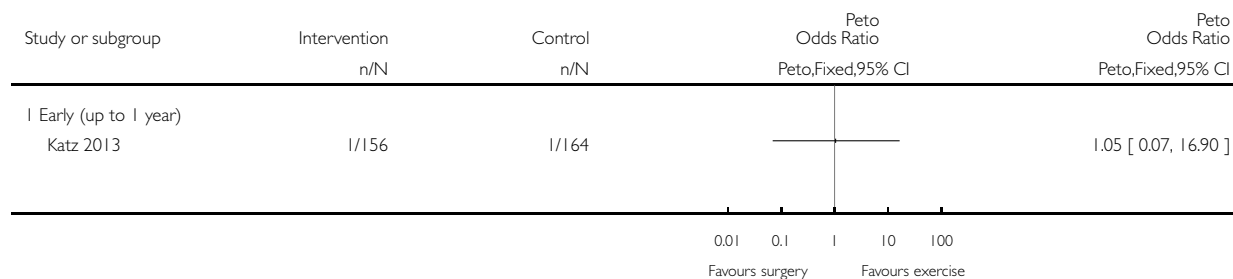 Study or subgroup Intervention Control Peto Odds Ratio Peto Odds Ratio
n/N n/N Peto,Fixed,95% CI Peto,Fixed,95% CI
1 Early (up to 1 year)
Katz 2013 1/156 1/164 1.05 [ 0.07, 16.90 ]
0.01 0.1 1 10 100
Favours surgery Favours exercise